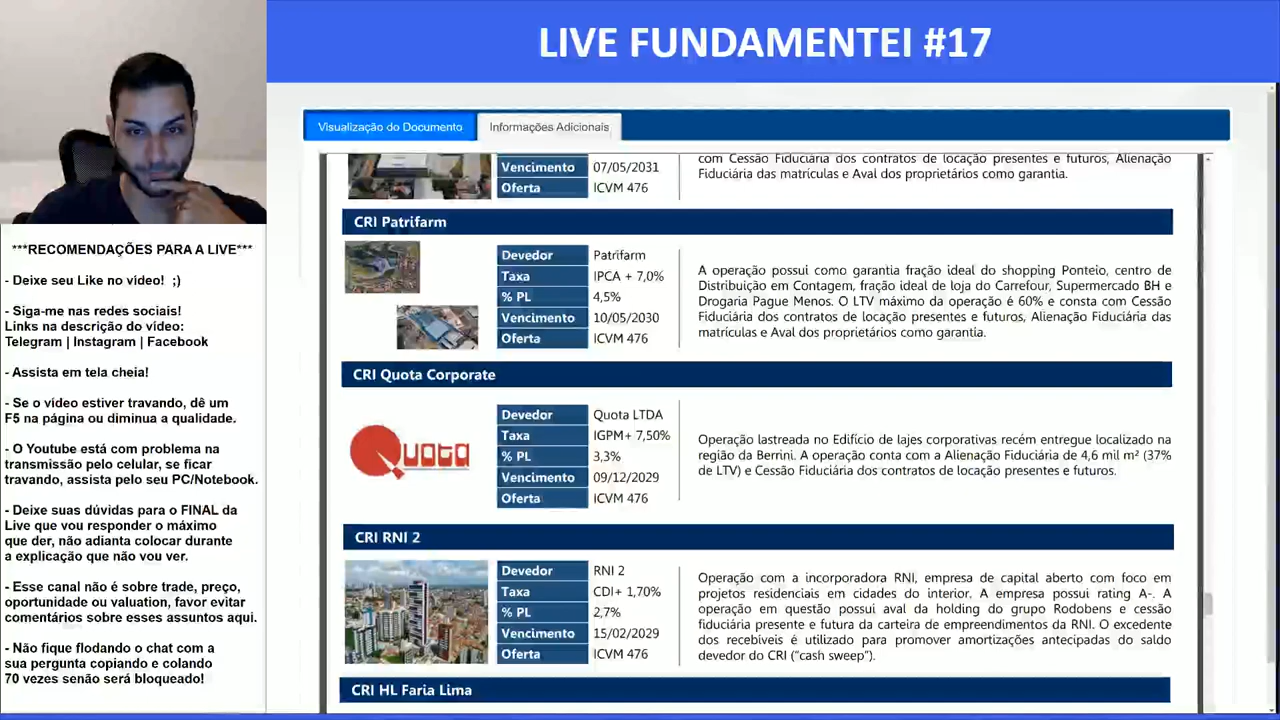 LIVE FUNDAMENTEI #17
***RECOMENDAÇÕES PARA A LIVE***
- Deixe seu Like no vídeo!  ;)
- Siga-me nas redes sociais!
Links na descrição do vídeo:
Telegram | Instagram | Facebook
- Assista em tela cheia!
- Se o vídeo estiver travando, dê um
F5 na página ou diminua a qualidade.
- O Youtube está com problema na
transmissão pelo celular, se ficar
travando, assista pelo seu PC/Notebook.
- Deixe suas dúvidas para o FINAL da
Live que vou responder o máximo
que der, não adianta colocar durante
a explicação que não vou ver.
- Esse canal não é sobre trade, preço,
oportunidade ou valuation, favor evitar
comentários sobre esses assuntos aqui.
- Não fique flodando o chat com a
sua pergunta copiando e colando
70 vezes senão será bloqueado!
Visualização do Documento
Informações Adicionais
Vencimento 07/05/2031
Oferta ICVM 476
com Cessão Fiduciária dos contratos de locação presentes e futuros, Alienação
Fiduciária das matrículas e Aval dos proprietários como garantia.
CRI Patrifarm
Devedor Patrifarm
Taxa IPCA + 7,0%
% PL 4,5%
Vencimento 10/05/2030
Oferta ICVM 476
A operação possui como garantia fração ideal do shopping Ponteio, centro de
Distribuição em Contagem, fração ideal de loja do Carrefour, Supermercado BH e
Drogaria Pague Menos. O LTV máximo da operação é 60% e consta com Cessão
Fiduciária dos contratos de locação presentes e futuros, Alienação Fiduciária das
matrículas e Aval dos proprietários como garantia.
CRI Quota Corporate
Quota
Devedor Quota LTDA
Taxa IGPM+ 7,50%
% PL 3,3%
Vencimento 09/12/2029
Oferta ICVM 476
Operação lastreada no Edifício de lajes corporativas recém entregue localizado na
região da Berrini. A operação conta com a Alienação Fiduciária de 4,6 mil m² (37%
de LTV) e Cessão Fiduciária dos contratos de locação presentes e futuros.
CRI RNI 2
Devedor RNI 2
Taxa CDI+ 1,70%
% PL 2,7%
Vencimento 15/02/2029
Oferta ICVM 476
Operação com a incorporadora RNI, empresa de capital aberto com foco em
projetos residenciais em cidades do interior. A empresa possui rating A-. A
operação em questão possui aval da holding do grupo Rodobens e cessão
fiduciária presente e futura da carteira de empreendimentos da RNI. O excedente
dos recebíveis é utilizado para promover amortizações antecipadas do saldo
devedor do CRI (“cash sweep”).
CRI HL Faria Lima